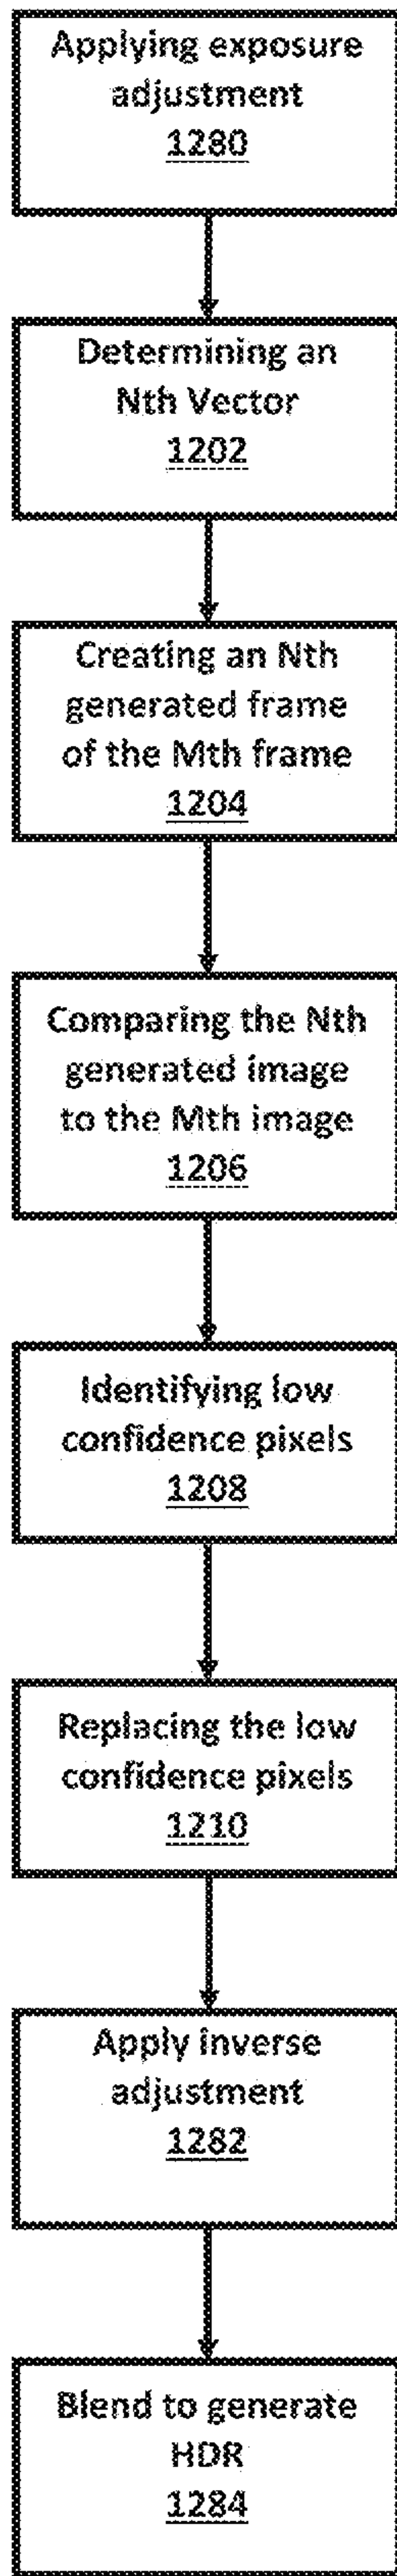 Applying exposure
adjustment
1280
Determining an
Nth Vector
1202
Creating an Nth
generated frame
of the Mth frame
1204
Comparing the Nth
generated image
to the Mth image
1206
Identifying low
confidence pixels
1208
Replacing the low
confidence pixels
1210
Apply inverse
adjustment
1282
Blend to generate
HDR
1284